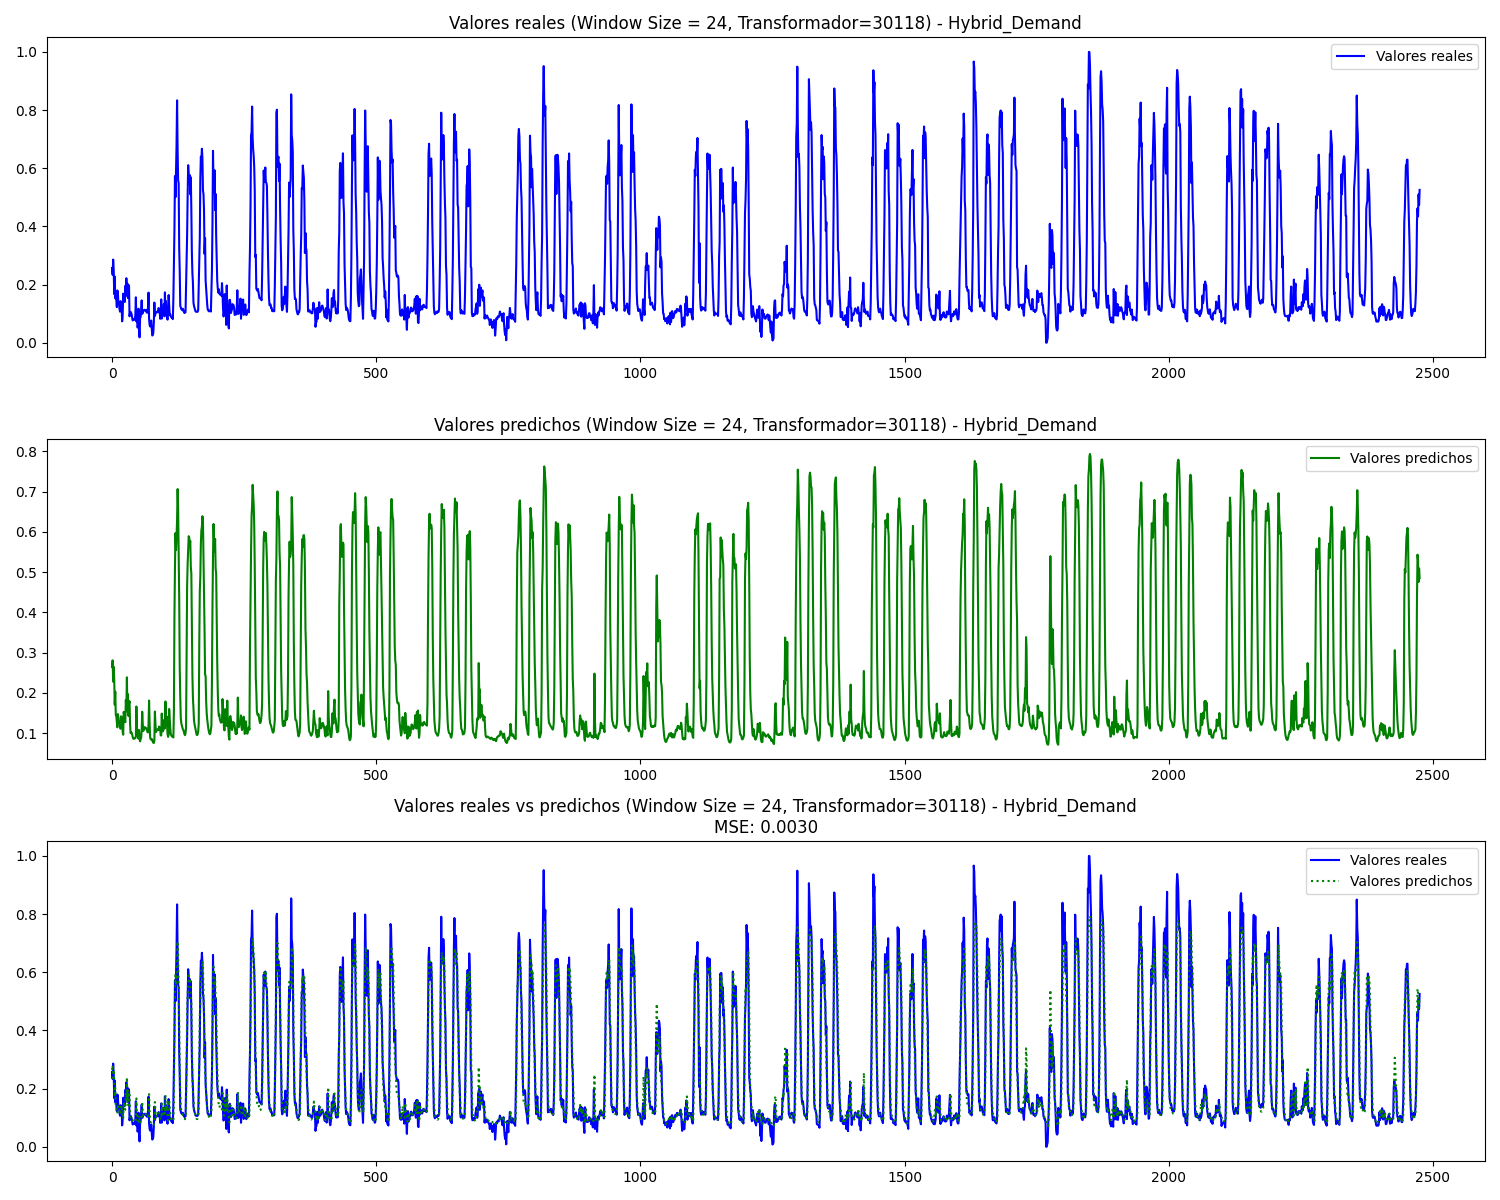 Valores reales (Window Size = 24, Transformador=30118) - Hybrid_Demand
Valores reales
1.0
0.8
0.6
0.4
0.2
0.0
0 500 1000 1500 2000 2500
Valores predichos (Window Size = 24, Transformador=30118) - Hybrid_Demand
Valores predichos
0.8
0.7
0.6
0.5
0.4
0.3
0.2
0.1
0 500 1000 1500 2000 2500
Valores reales vs predichos (Window Size = 24, Transformador=30118) - Hybrid_Demand
MSE: 0.0030
Valores reales
Valores predichos
1.0
0.8
0.6
0.4
0.2
0.0
0 500 1000 1500 2000 2500